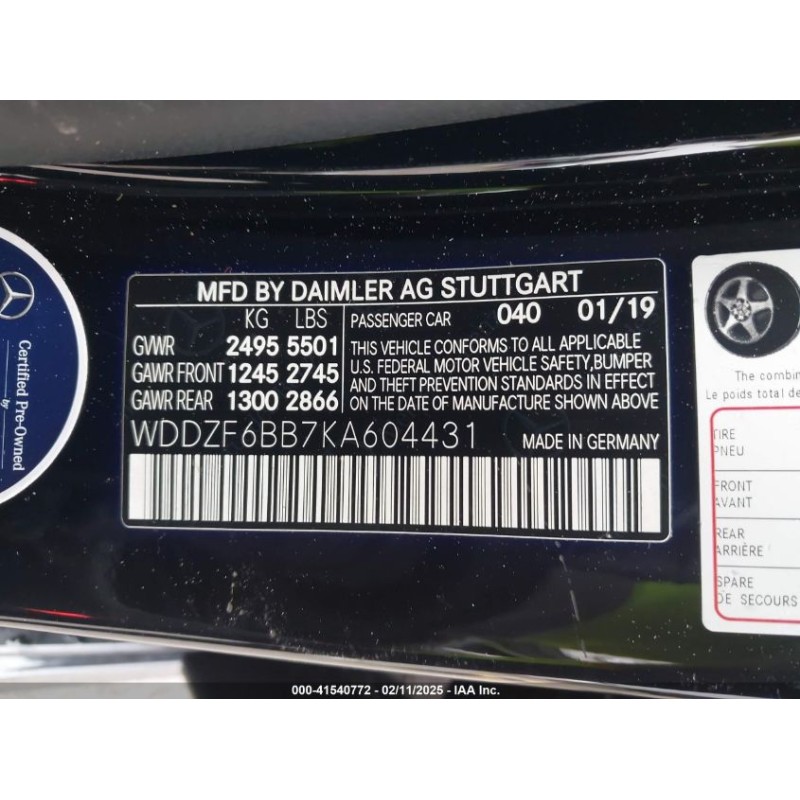 MFD BY DAIMLER AG STUTTGART
KG LBS
GVWR 2495 5501
GAWR FRONT 1245 2745
GAWR REAR 1300 2866
PASSENGER CAR 040 01/19
THIS VEHICLE CONFORMS TO ALL APPLICABLE
U.S. FEDERAL MOTOR VEHICLE SAFETY, BUMPER
AND THEFT PREVENTION STANDARDS IN EFFECT
ON THE DATE OF MANUFACTURE SHOWN ABOVE
WDDZF6BB7KA604431 MADE IN GERMANY
Certified Pre-Owned
by
The combin
Le poids total de
TIRE
PNEU
FRONT
AVANT
REAR
ARRIÈRE
SPARE
DE SECOURS
000-41540772 - 02/11/2025 - IAA Inc.